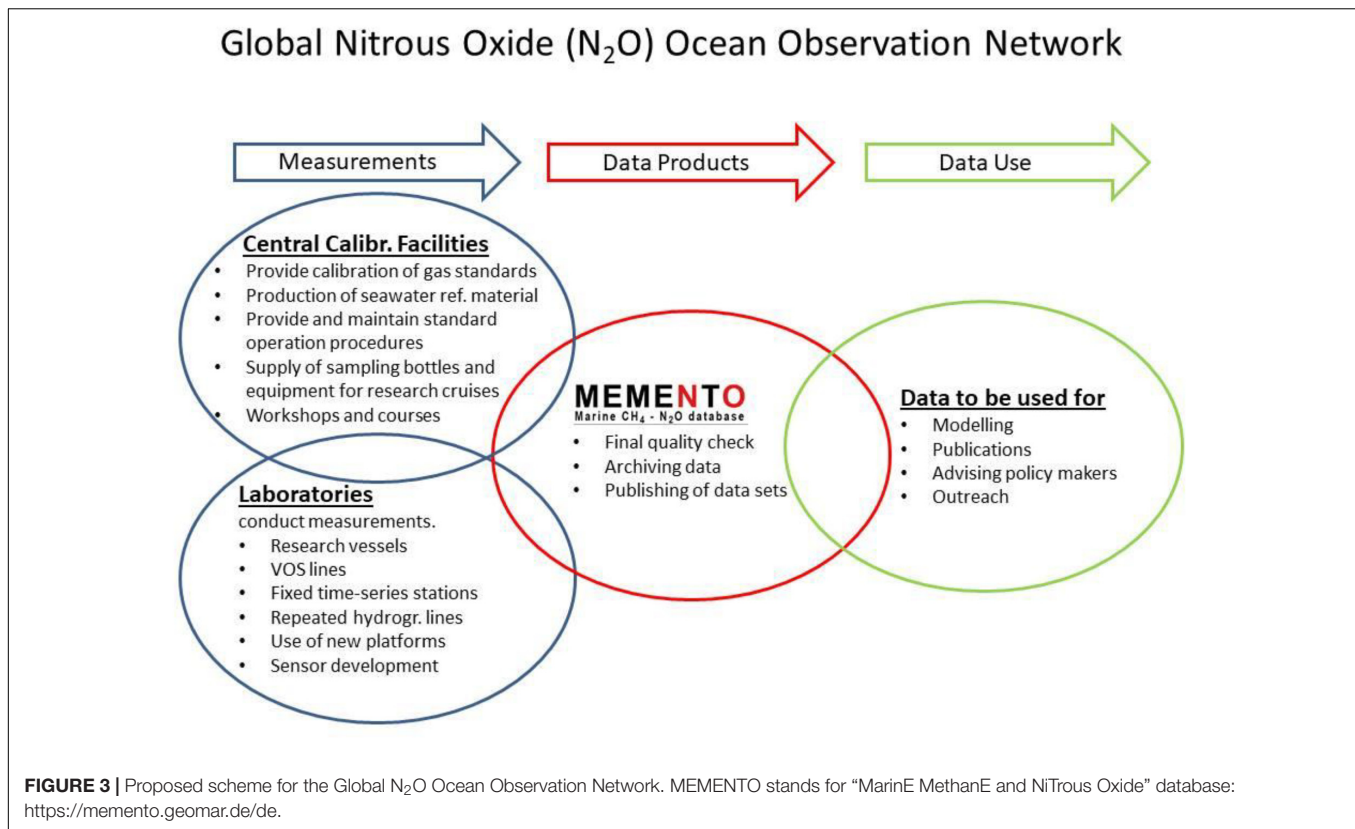 Global Nitrous Oxide (N₂O) Ocean Observation Network
Measurements
Data Products
Data Use
Central Calibr. Facilities
• Provide calibration of gas standards
• Production of seawater ref. material
• Provide and maintain standard
operation procedures
• Supply of sampling bottles and
equipment for research cruises
• Workshops and courses
Laboratories
conduct measurements.
• Research vessels
• VOS lines
• Fixed time-series stations
• Repeated hydrogr. lines
• Use of new platforms
• Sensor development
MEMENTO
Marine CH₄ - N₂O database
• Final quality check
• Archiving data
• Publishing of data sets
Data to be used for
• Modelling
• Publications
• Advising policy makers
• Outreach
FIGURE 3 | Proposed scheme for the Global N₂O Ocean Observation Network. MEMENTO stands for “MarinE MethanE and NiTrous Oxide” database:
https://memento.geomar.de/de.